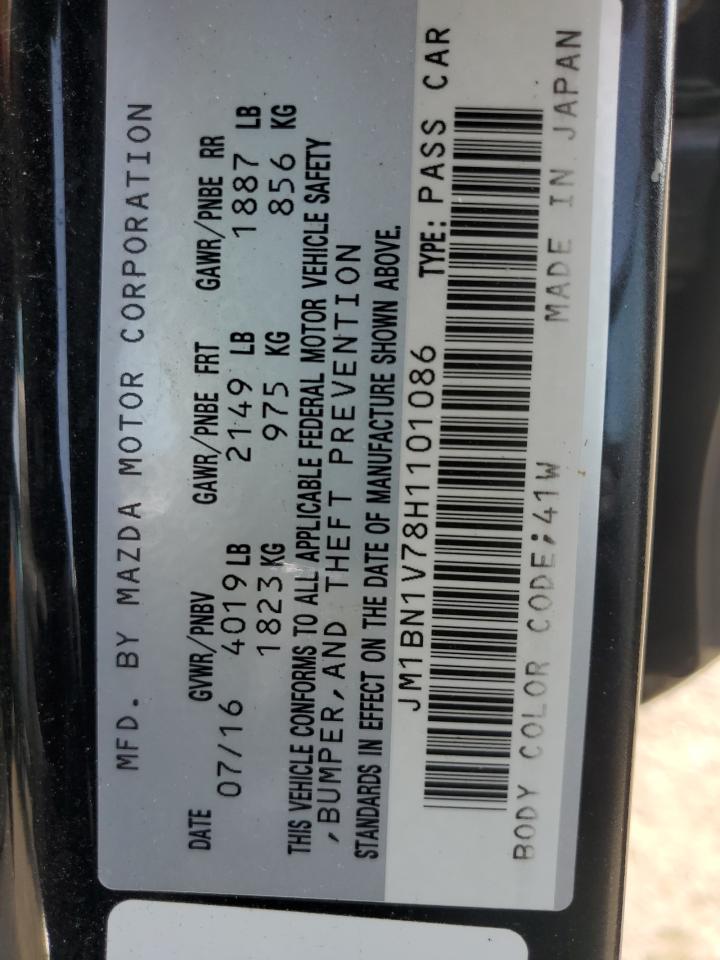 MFD. BY MAZDA MOTOR CORPORATION
DATE GVWR/PNBV GAWR/PNBE FRT GAWR/PNBE RR
07/16 4019 LB 2149 LB 1887 LB
1823 KG 975 KG 856 KG
THIS VEHICLE CONFORMS TO ALL APPLICABLE FEDERAL MOTOR VEHICLE SAFETY
,BUMPER,AND THEFT PREVENTION
STANDARDS IN EFFECT ON THE DATE OF MANUFACTURE SHOWN ABOVE.
JM1BN1V78H1101086 TYPE: PASS CAR
BODY COLOR CODE:41W MADE IN JAPAN